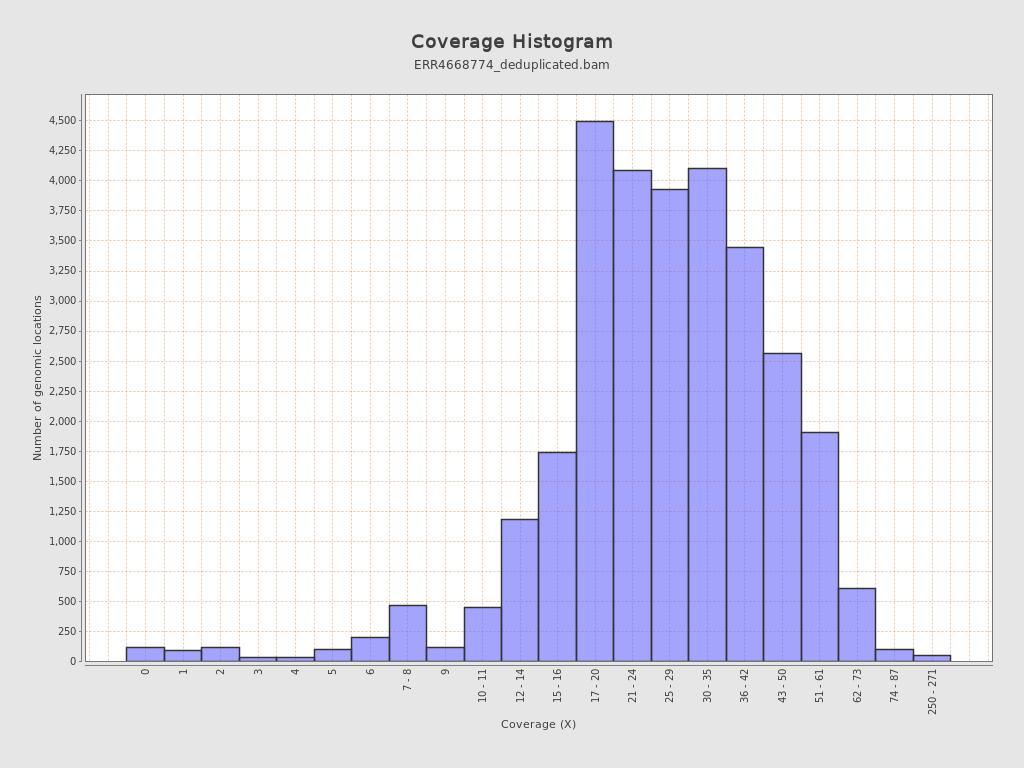 Coverage Histogram
ERR4668774_deduplicated.bam
Number of genomic locations
4,500
4,250
4,000
3,750
3,500
3,250
3,000
2,750
2,500
2,250
2,000
1,750
1,500
1,250
1,000
750
500
250
0
0
1
2
3
4
5
6
7 - 8
9
10 - 11
12 - 14
15 - 16
17 - 20
21 - 24
25 - 29
30 - 35
36 - 42
43 - 50
51 - 61
62 - 73
74 - 87
250 - 271
Coverage (X)